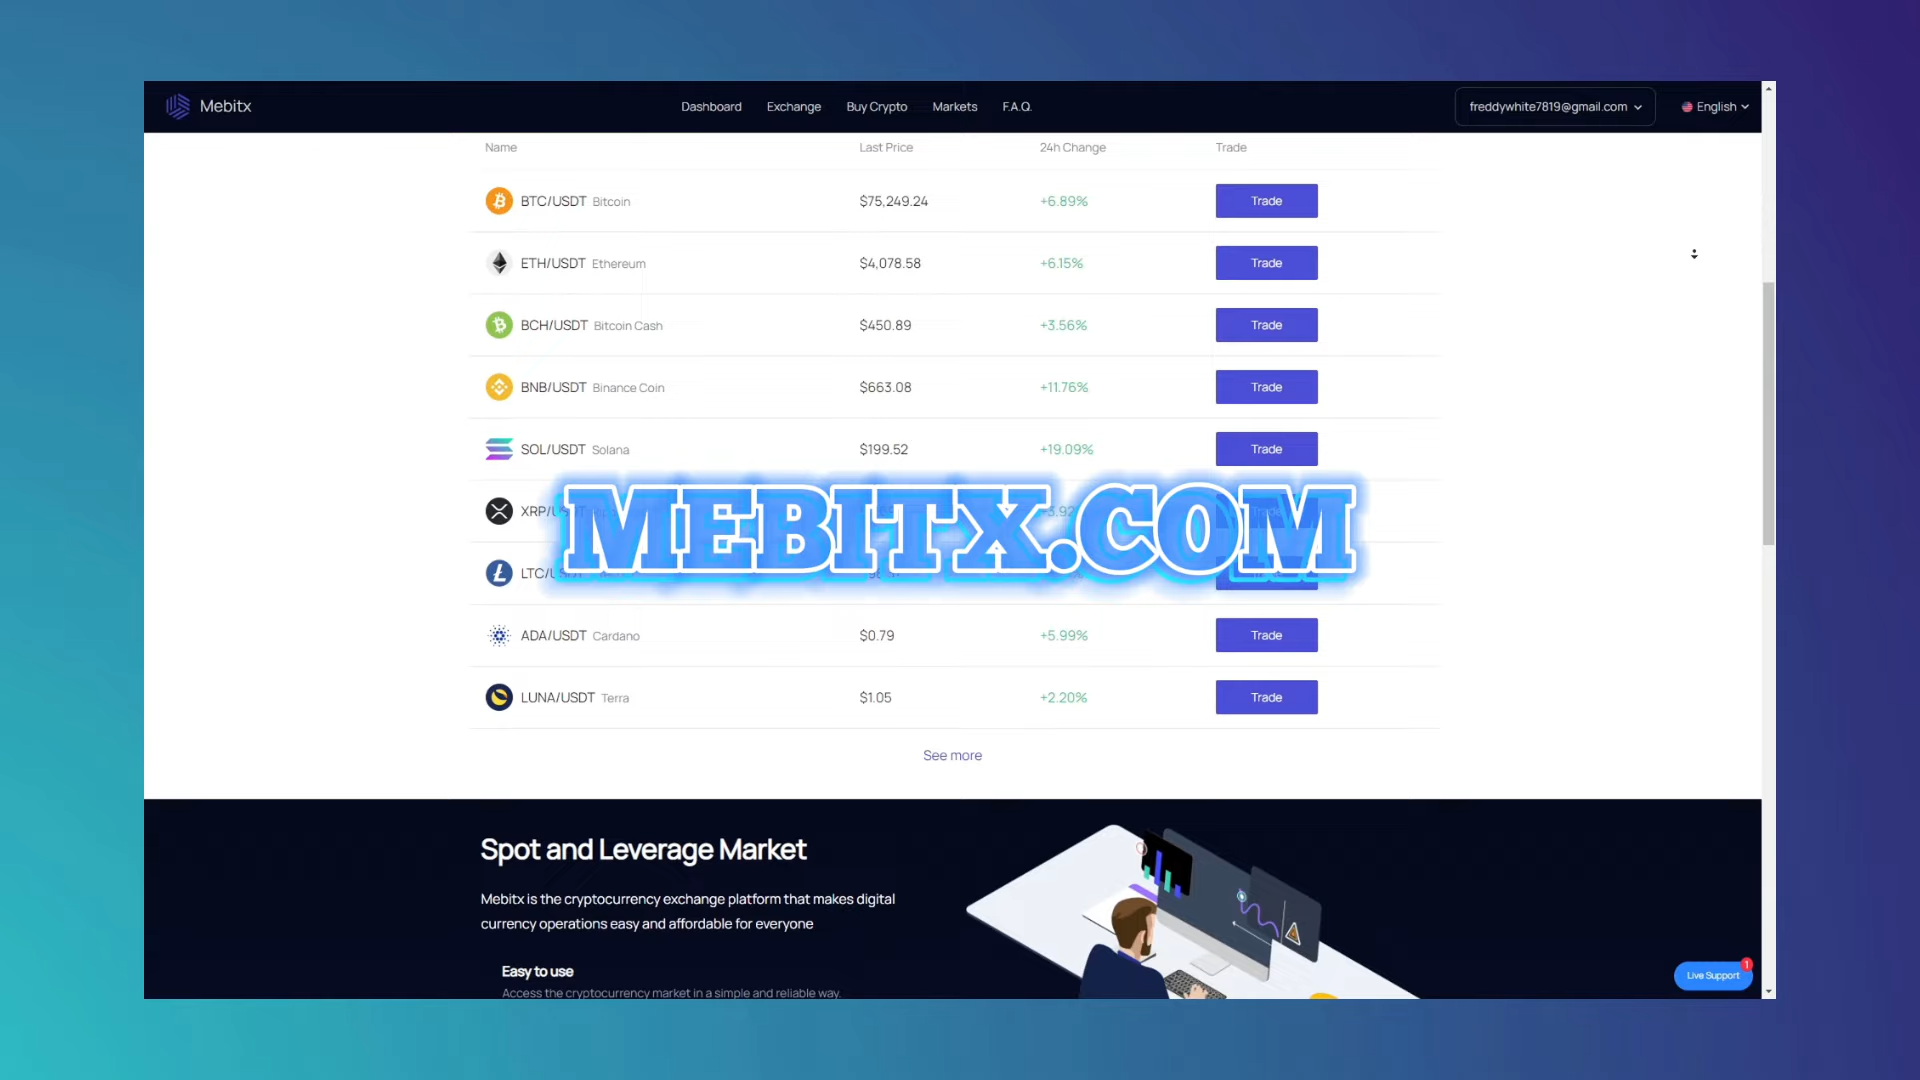 Mebitx
Dashboard Exchange Buy Crypto Markets F.A.Q.
freddywhite7819@gmail.com
English
Name Last Price 24h Change Trade
BTC/USDT Bitcoin $75,249.24 +6.89% Trade
ETH/USDT Ethereum $4,078.58 +6.15% Trade
BCH/USDT Bitcoin Cash $450.89 +3.56% Trade
BNB/USDT Binance Coin $663.08 +11.76% Trade
SOL/USDT Solana $199.52 +19.09% Trade
MEBITX.COM
ADA/USDT Cardano $0.79 +5.99% Trade
LUNA/USDT Terra $1.05 +2.20% Trade
See more
Spot and Leverage Market
Mebitx is the cryptocurrency exchange platform that makes digital
currency operations easy and affordable for everyone
Easy to use
Access the cryptocurrency market in a simple and reliable way.
Live Support
1